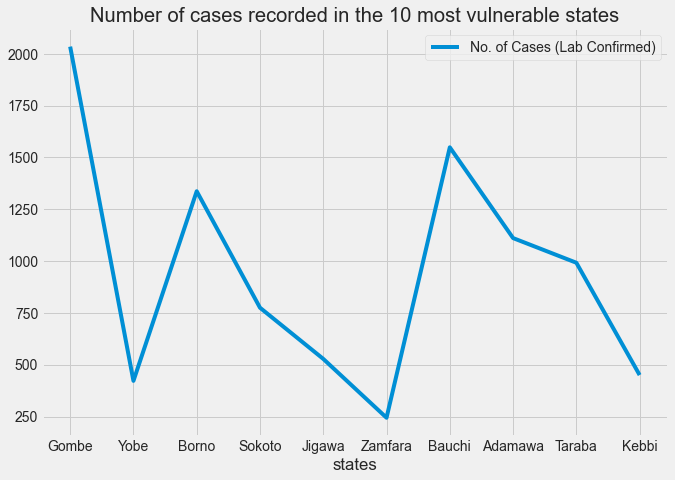 Number of cases recorded in the 10 most vulnerable states
No. of Cases (Lab Confirmed)
2000
1750
1500
1250
1000
750
500
250
Gombe Yobe Borno Sokoto Jigawa Zamfara Bauchi Adamawa Taraba Kebbi
states